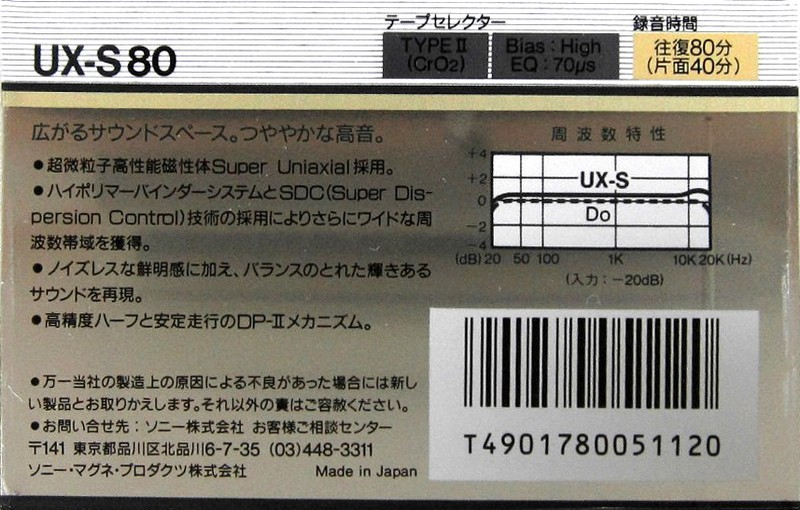 テープセレクター 録音時間
UX-S80
TYPE II (CrO2)
Bias : High EQ : 70μs
往復80分
(片面40分)
広がるサウンドスペース。つややかな高音。
●超微粒子高性能磁性体Super Uniaxial採用。
●ハイポリマーバインダーシステムとSDC(Super Dis-
persion Control)技術の採用によりさらにワイドな周
波数帯域を獲得。
●ノイズレスな鮮明感に加え、バランスのとれた輝きある
サウンドを再現。
●高精度ハーフと安定走行のDP-IIメカニズム。
周波数特性
+4
+2
0
-2
-4
UX-S
Do
(dB) 20 50 100 1K 10K 20K (Hz)
(入力:-20dB)
●万一当社の製造上の原因による不良があった場合には新し
い製品とお取りかえします。それ以外の責はご容赦ください。
●お問い合せ先:ソニー株式会社 お客様ご相談センター
〒141 東京都品川区北品川6-7-35 (03)448-3311
ソニー・マグネ・プロダクツ株式会社 Made in Japan
T4901780051120